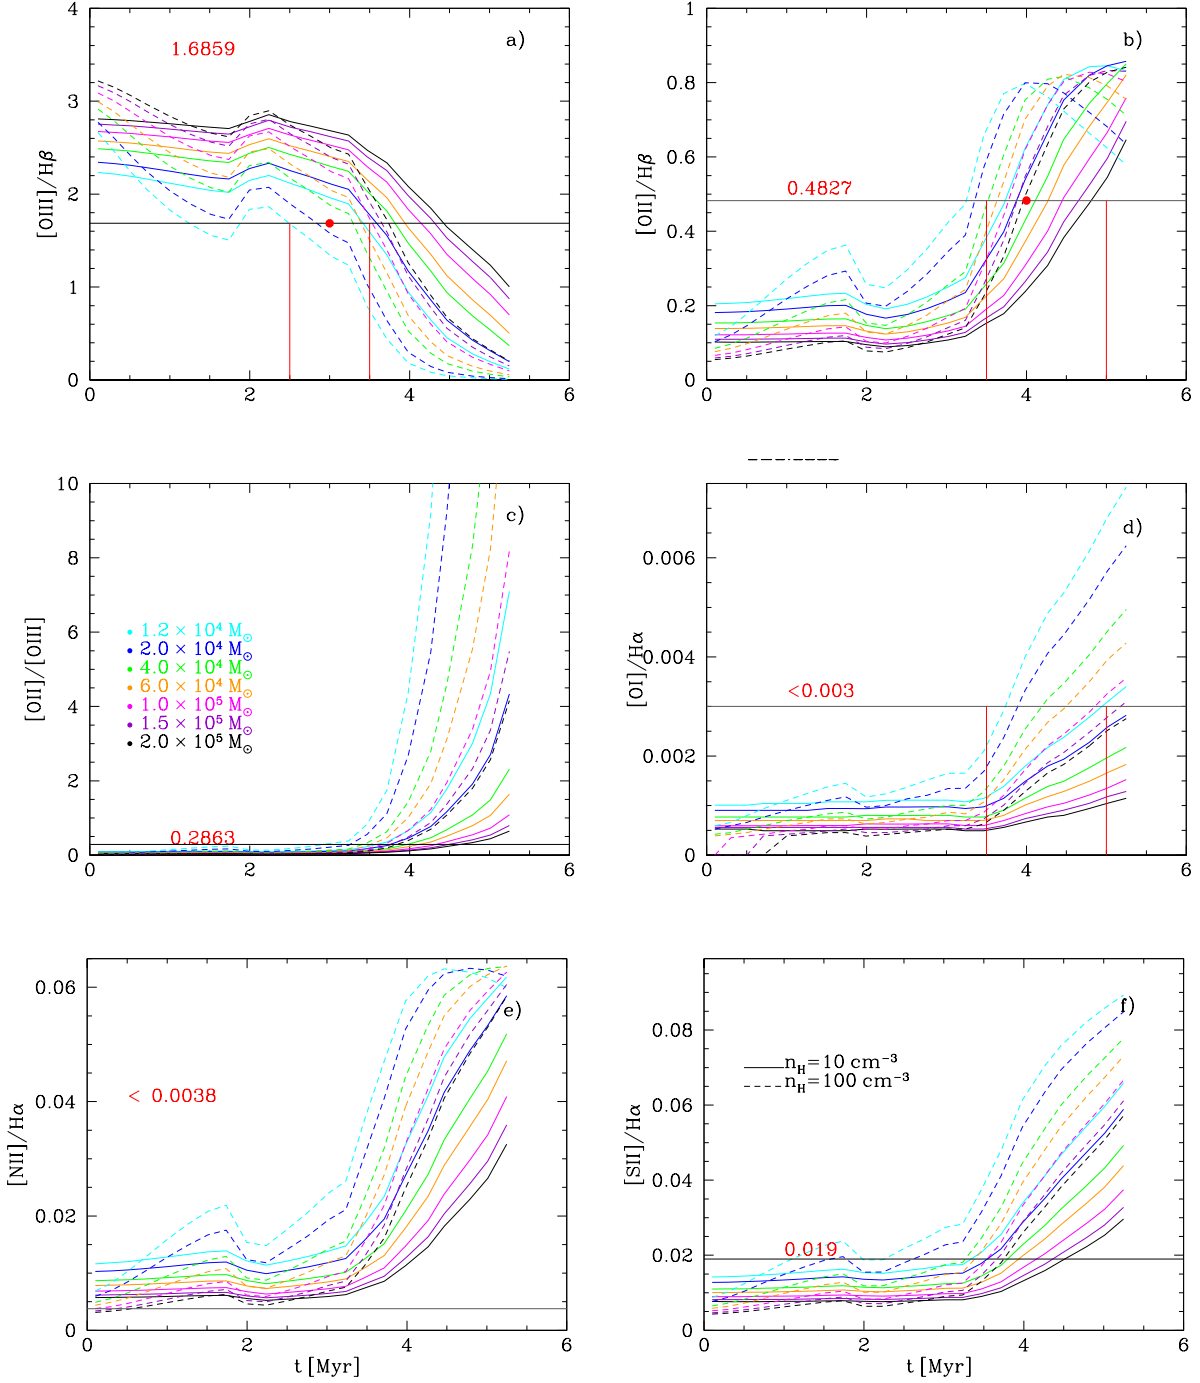 4
3
2
1
0
0 2 4 6
[OIII]/Hβ
1.6859
a)
1
0.8
0.6
0.4
0.2
0
0 2 4 6
[OII]/Hβ
0.4827
b)
10
8
6
4
2
0
0 2 4 6
[OII]/[OIII]
c)
1.2 × 10⁴ M⊙
2.0 × 10⁴ M⊙
4.0 × 10⁴ M⊙
6.0 × 10⁴ M⊙
1.0 × 10⁵ M⊙
1.5 × 10⁵ M⊙
2.0 × 10⁵ M⊙
0.2863
0.006
0.004
0.002
0
0 2 4 6
[OI]/Hα
<0.003
d)
0.06
0.04
0.02
0
0 2 4 6
[NII]/Hα
t [Myr]
e)
< 0.0038
0.08
0.06
0.04
0.02
0
0 2 4 6
[SII]/Hα
t [Myr]
f)
n_H=10 cm⁻³
n_H=100 cm⁻³
0.019